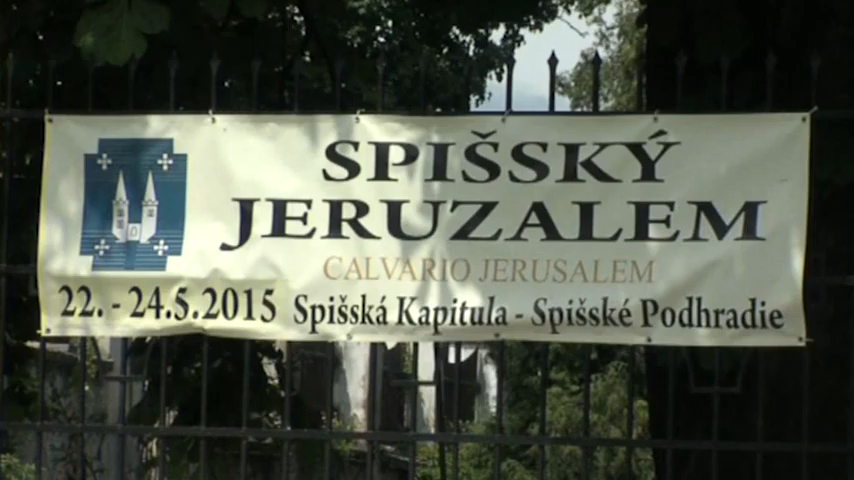 SPIŠSKÝ
JERUZALEM
CALVARIO JERUSALEM
22. - 24.5.2015 Spišská Kapitula - Spišské Podhradie